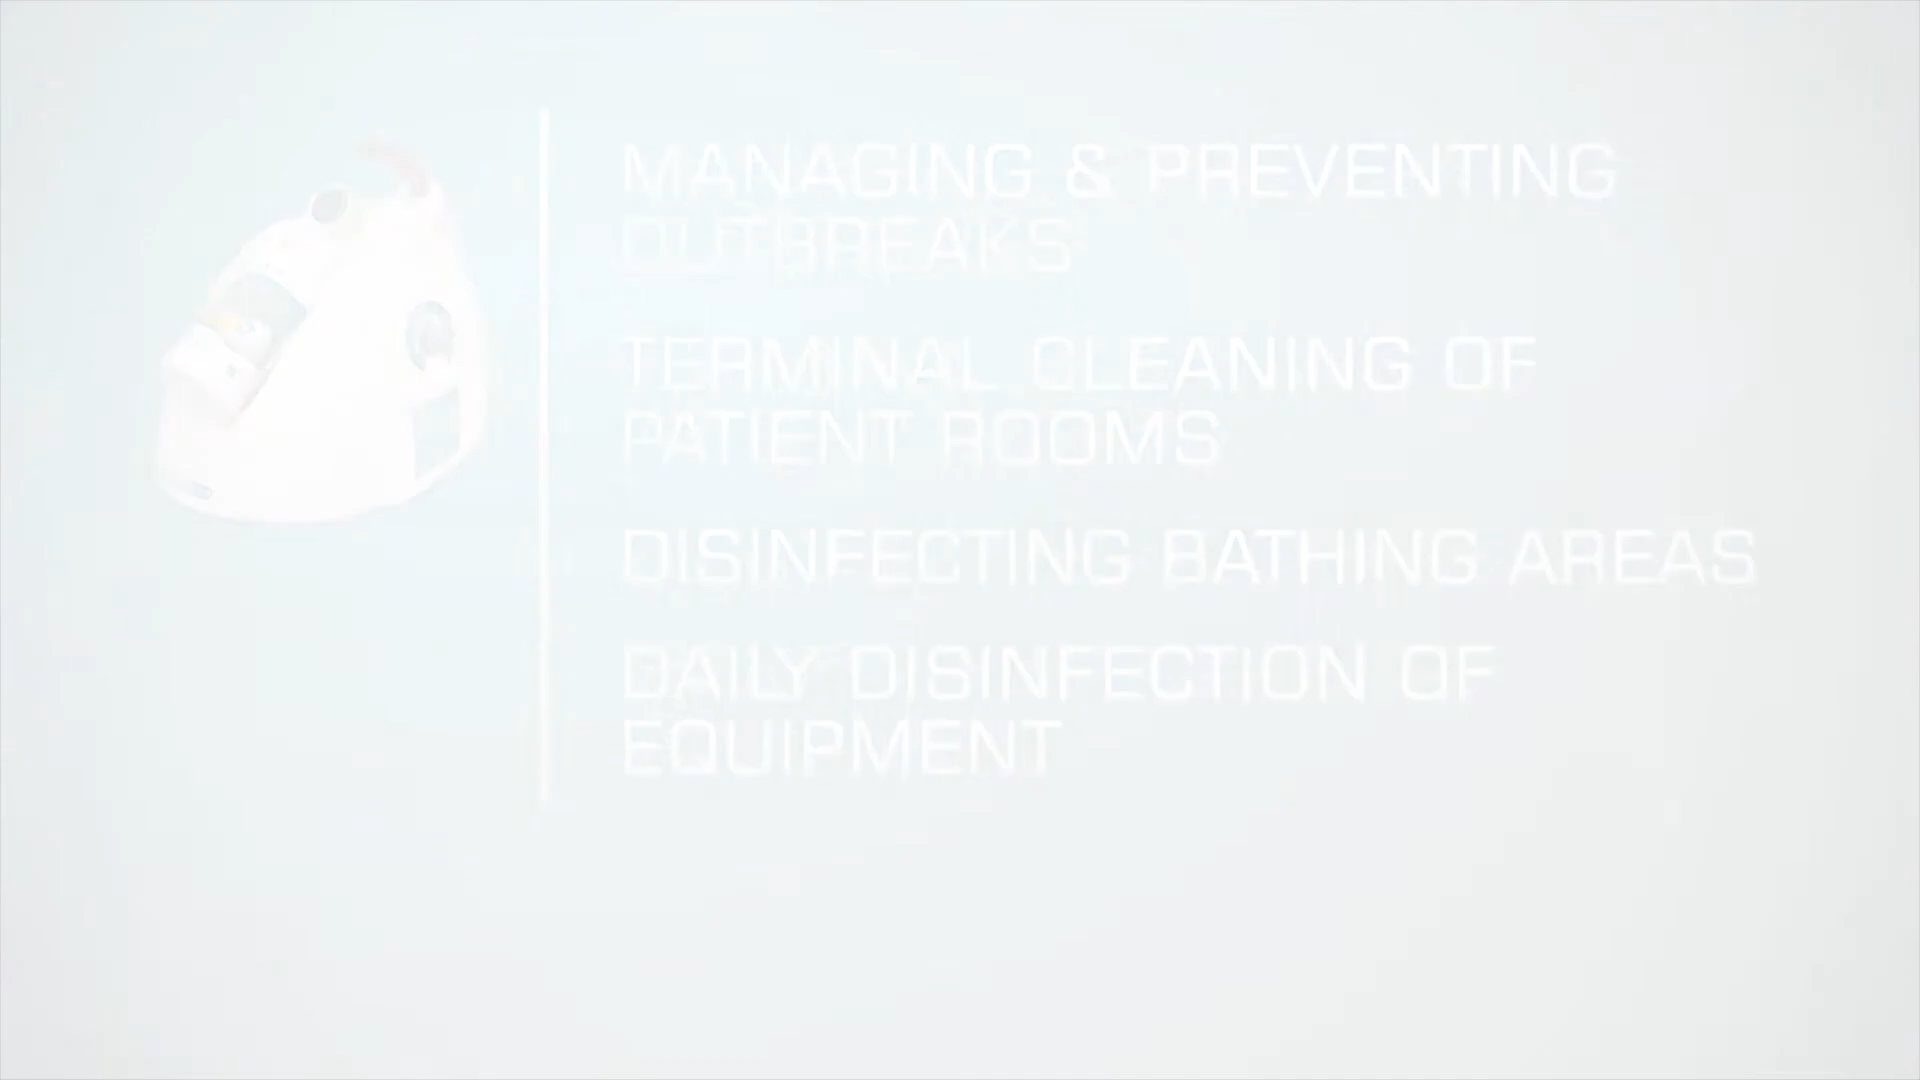 MANAGING & PREVENTING
OUTBREAKS
TERMINAL CLEANING OF
PATIENT ROOMS
DISINFECTING BATHING AREAS
DAILY DISINFECTION OF
EQUIPMENT